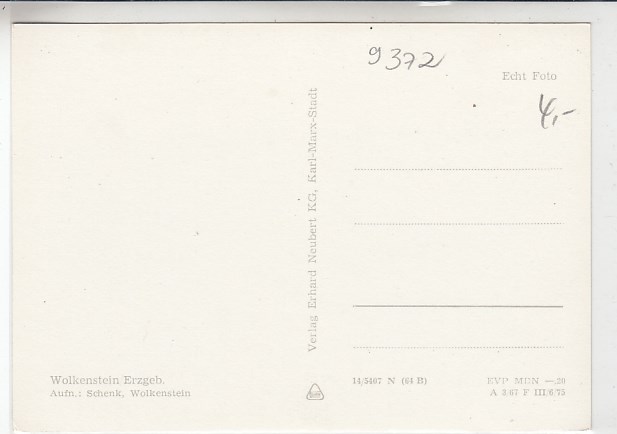 9372
Echt Foto
4,-
Verlag Erhard Neubert KG, Karl-Marx-Stadt
Wolkenstein Erzgeb.
Aufn.: Schenk, Wolkenstein
14/5467 N (64 B)
EVP MDN —.20
A 3/67 F III/6/75